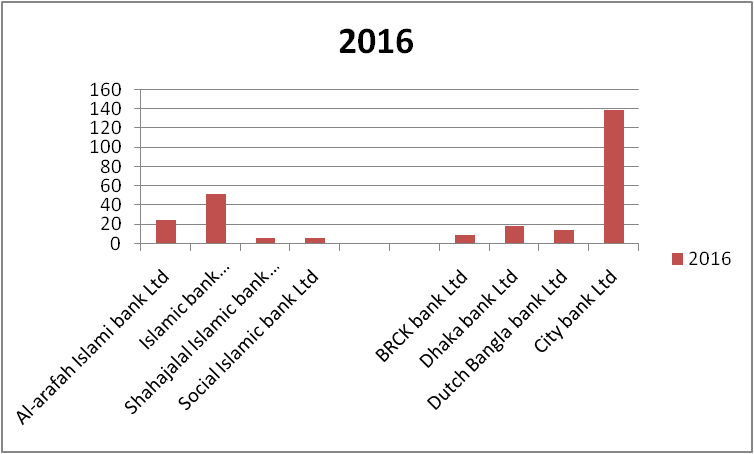 2016
160
140
120
100
80
60
40
20
0
Al-arafah Islami bank Ltd
Islamic bank...
Shahajalal Islamic bank...
Social Islamic bank Ltd
BRCK bank Ltd
Dhaka bank Ltd
Dutch Bangla bank Ltd
City bank Ltd
2016